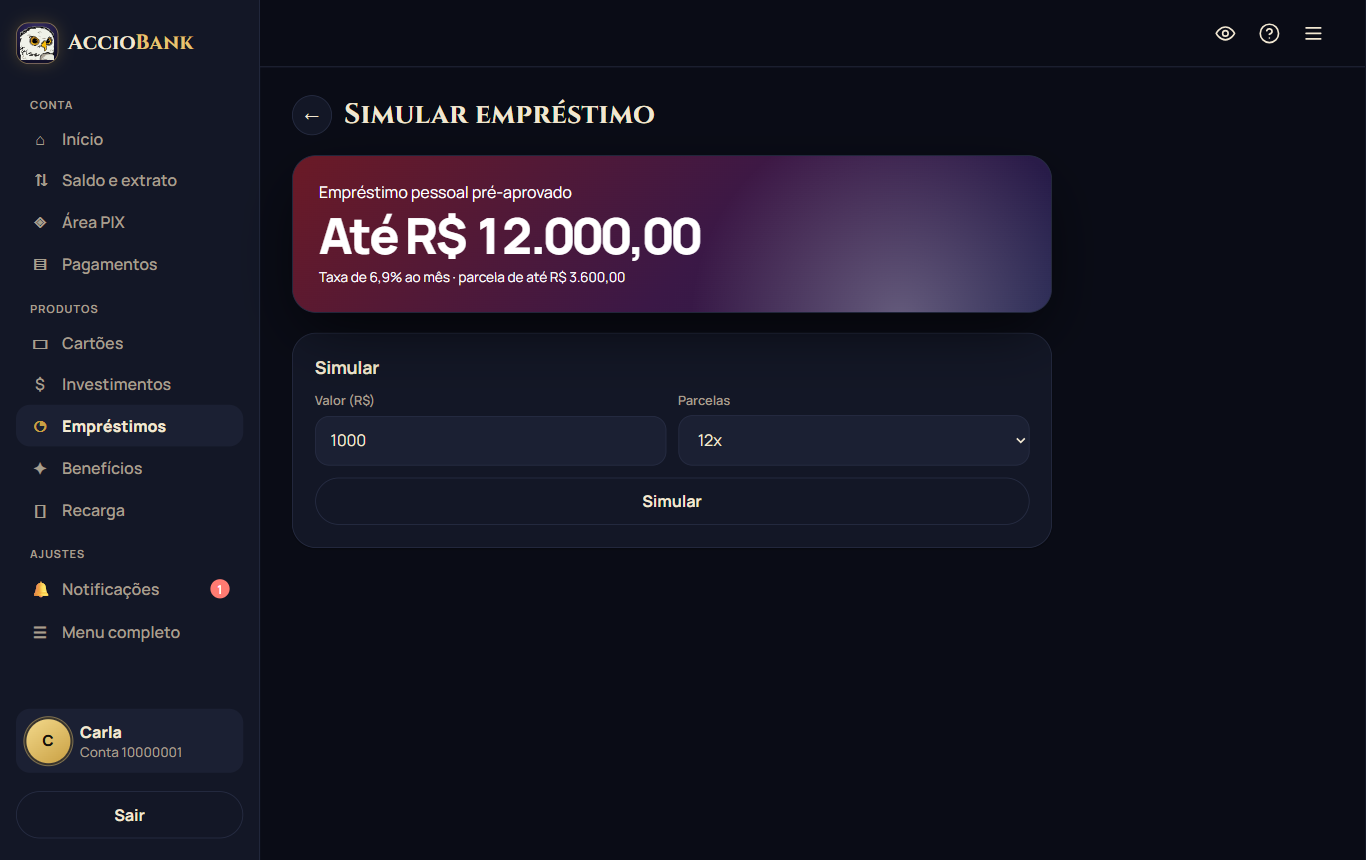 AccioBank
CONTA
Início
Saldo e extrato
Área PIX
Pagamentos
PRODUTOS
Cartões
$ Investimentos
Empréstimos
Benefícios
Recarga
AJUSTES
Notificações 1
Menu completo
C
Carla
Conta 10000001
Sair
← Simular empréstimo
Empréstimo pessoal pré-aprovado
Até R$ 12.000,00
Taxa de 6,9% ao mês · parcela de até R$ 3.600,00
Simular
Valor (R$) Parcelas
1000 12x
Simular